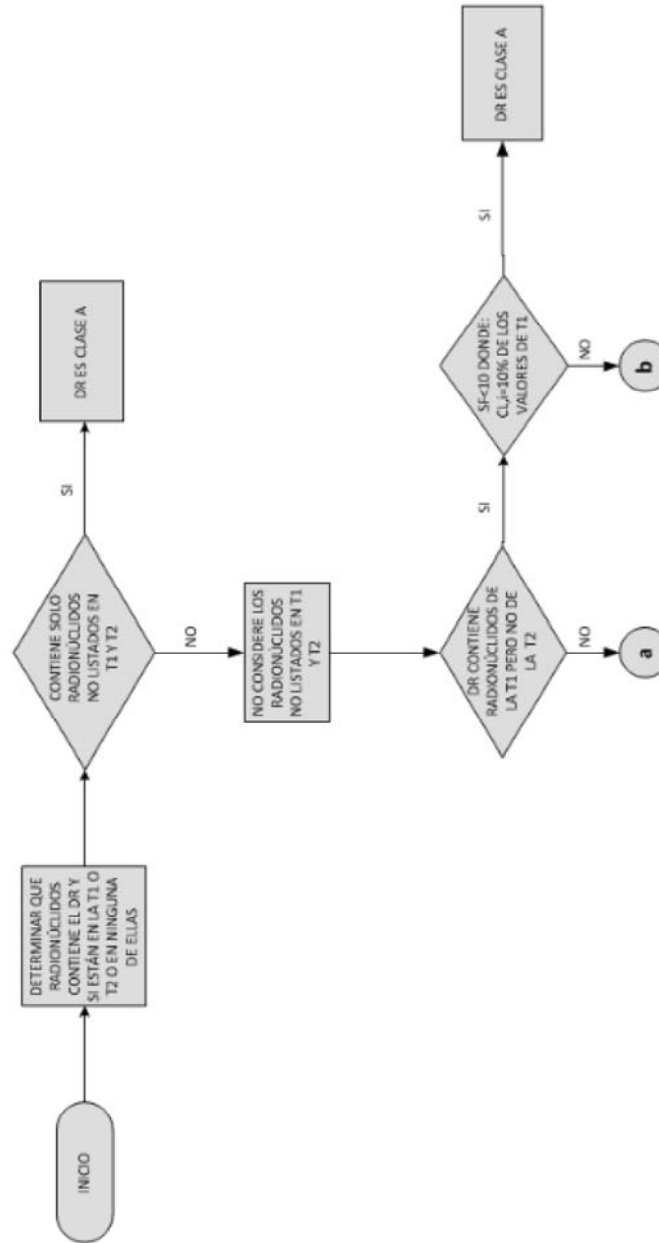 INICIO
DETERMINAR QUE
RADIONÚCLIDOS
CONTIENE EL DR Y
SI ESTÁN EN LA T1 O
T2 O EN NINGUNA
DE ELLAS
CONTIENE SOLO
RADIONÚCLIDOS
NO LISTADOS EN
T1 Y T2
SI
DR ES CLASE A
NO
NO CONSIDERE LOS
RADIONÚCLIDOS
NO LISTADOS EN T1
Y T2
DR CONTIENE
RADIONÚCLIDOS DE
LA T1 PERO NO DE
LA T2
SI
NO
a
SF<10 DONDE:
CL,i=10% DE LOS
VALORES DE T1
SI
DR ES CLASE A
NO
b